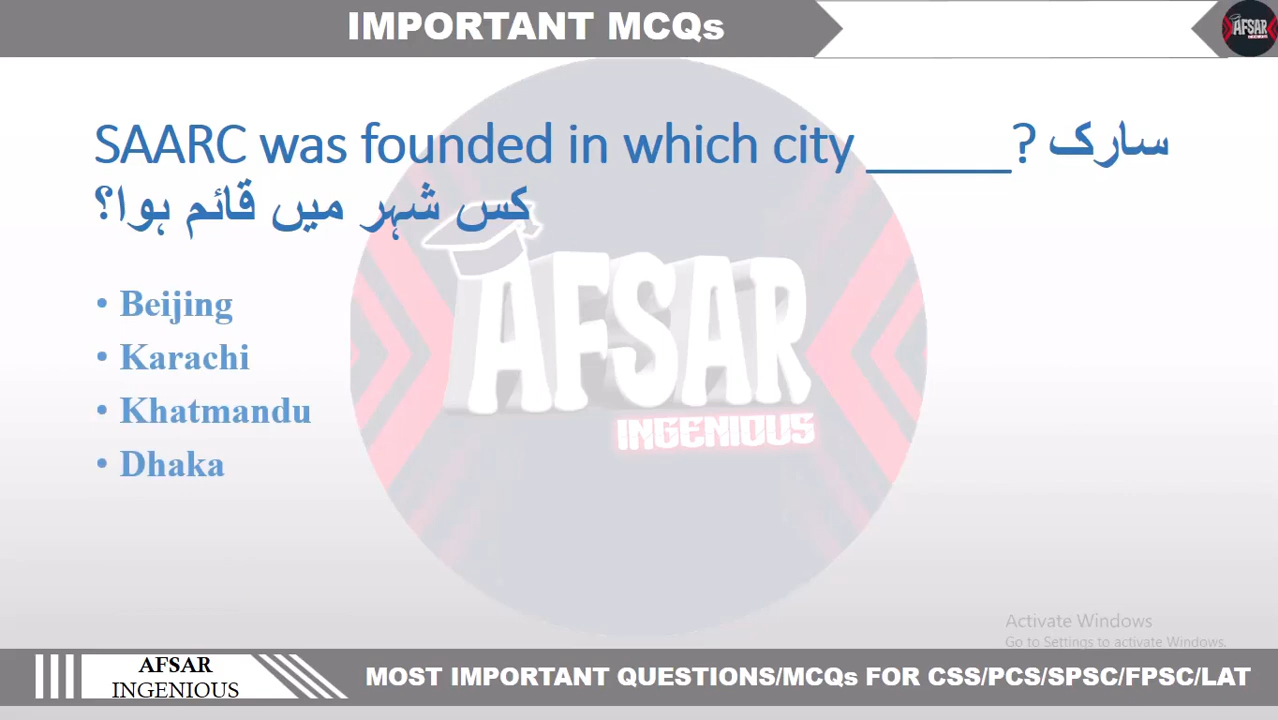 IMPORTANT MCQs
AFSAR
SAARC was founded in which city ______? سارک
کس شہر میں قائم ہوا؟
• Beijing
• Karachi
• Khatmandu
• Dhaka
AFSAR
INGENIOUS
Activate Windows
Go to Settings to activate Windows.
AFSAR
INGENIOUS
MOST IMPORTANT QUESTIONS/MCQs FOR CSS/PCS/SPSC/FPSC/LAT